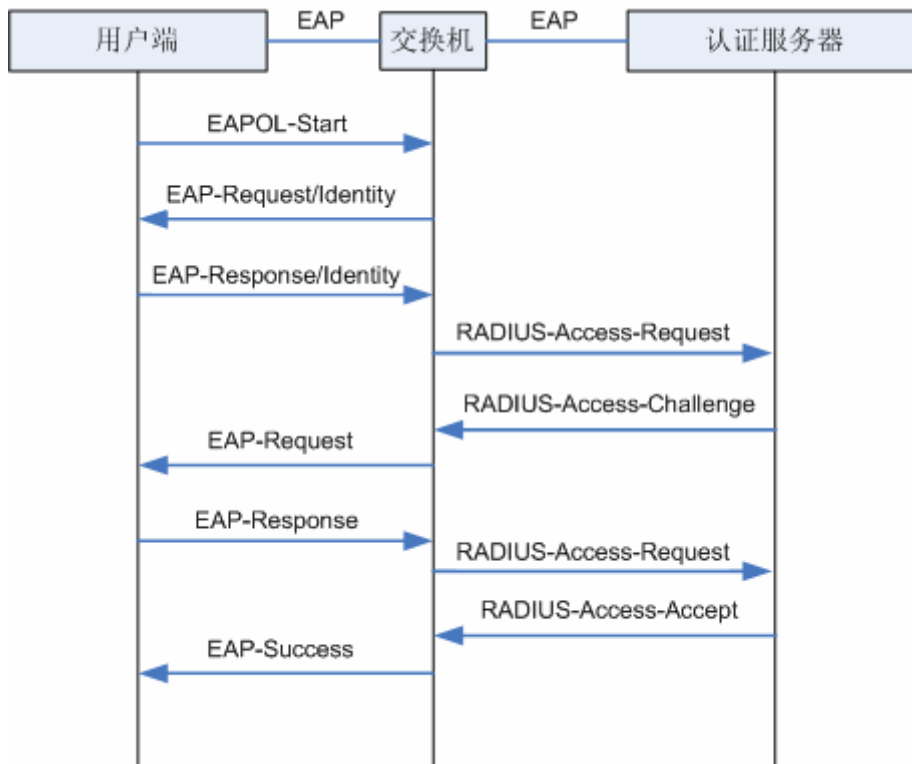 用户端
EAP
交换机
EAP
认证服务器
EAPOL-Start
EAP-Request/Identity
EAP-Response/Identity
RADIUS-Access-Request
RADIUS-Access-Challenge
EAP-Request
EAP-Response
RADIUS-Access-Request
RADIUS-Access-Accept
EAP-Success